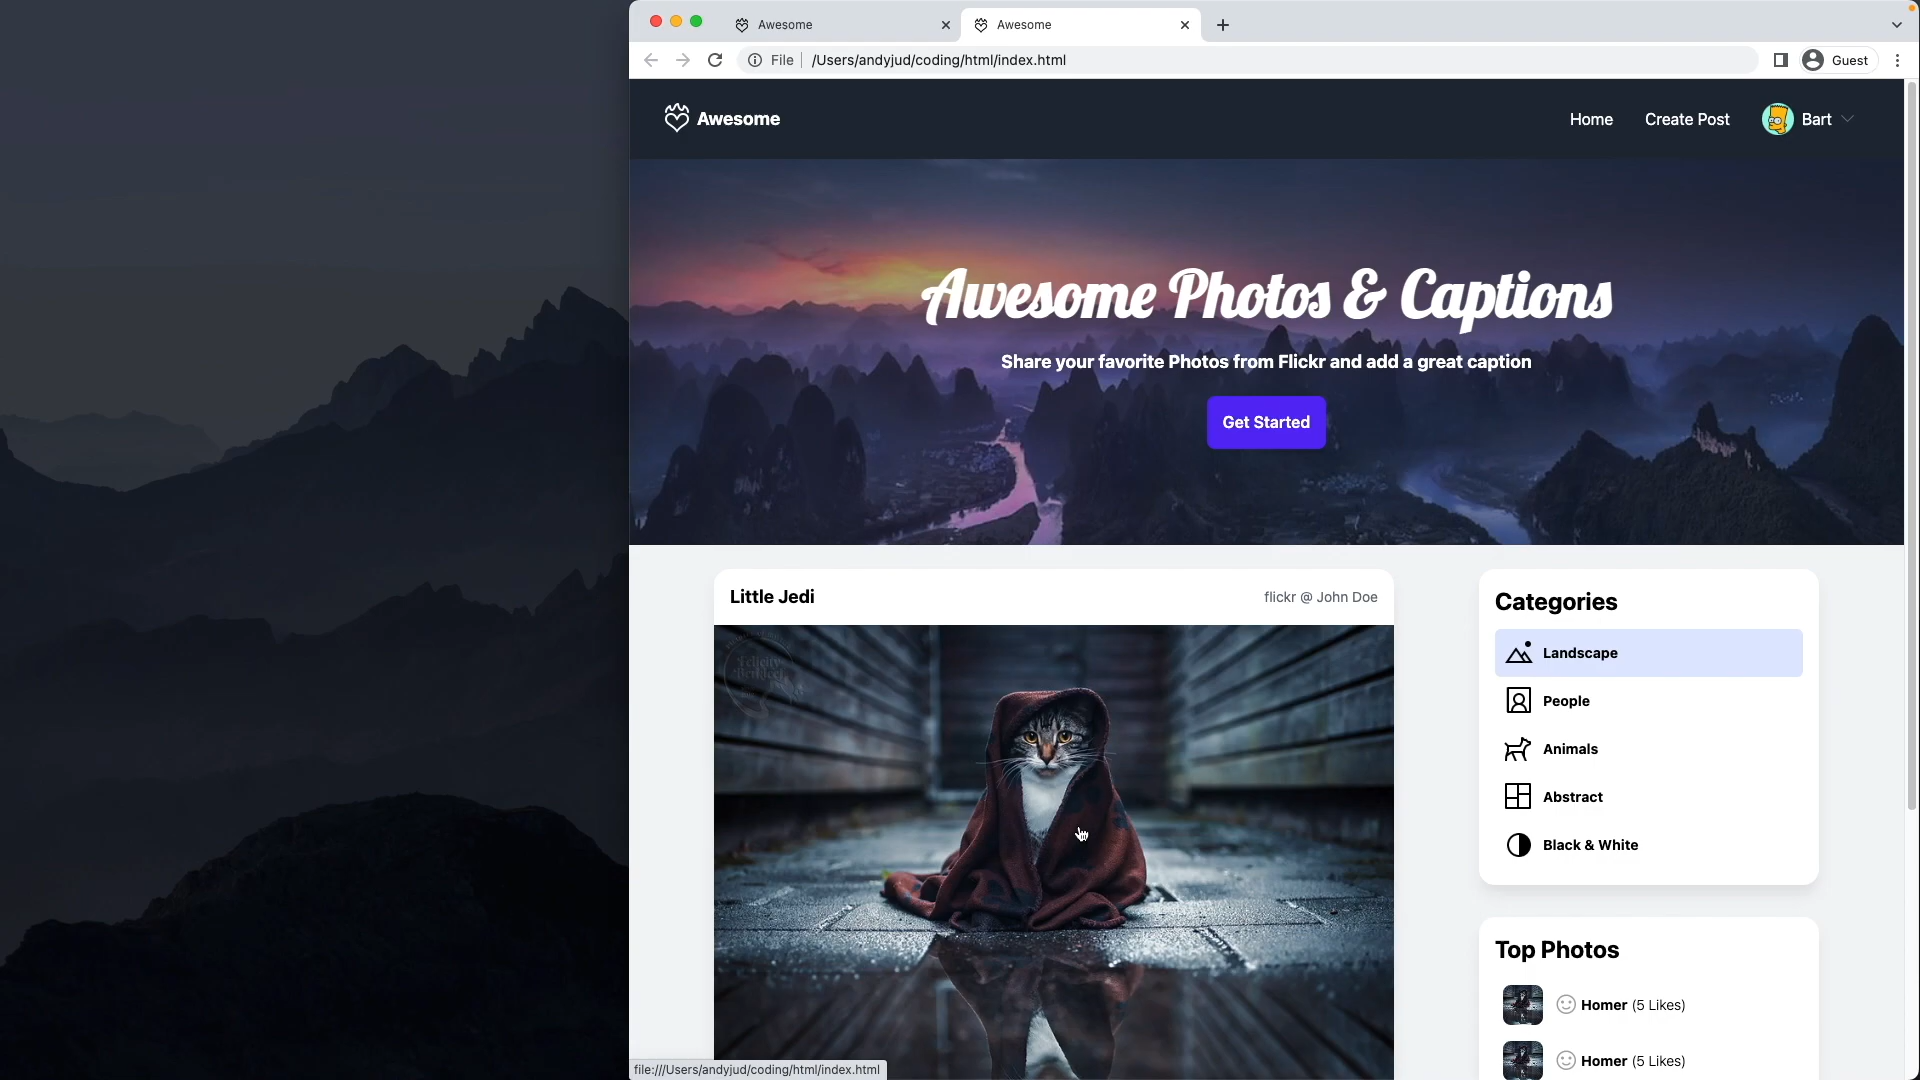 Awesome
Awesome
File
/Users/andyjud/coding/html/index.html
Guest
Awesome
Home
Create Post
Bart
Awesome Photos & Captions
Share your favorite Photos from Flickr and add a great caption
Get Started
Little Jedi
flickr @ John Doe
Felicity
Berkleef
Categories
Landscape
People
Animals
Abstract
Black & White
Top Photos
Homer (5 Likes)
Homer (5 Likes)
file:///Users/andyjud/coding/html/index.html